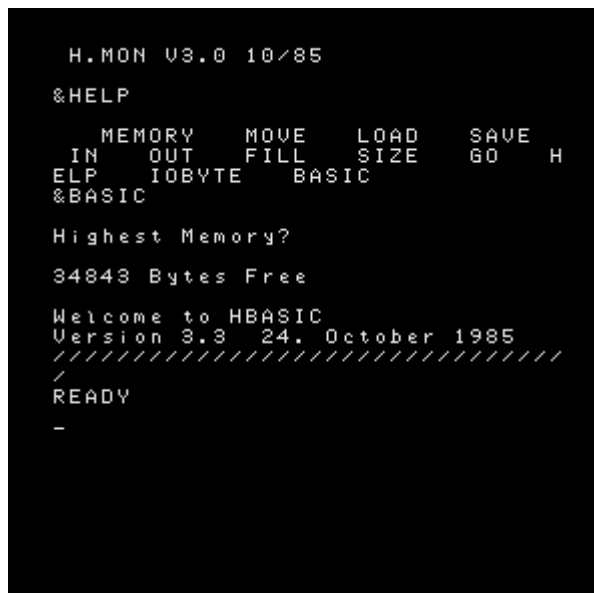 H.MON V3.0 10/85
&HELP
MEMORY MOVE LOAD SAVE
IN OUT FILL SIZE GO H
ELP IOBYTE BASIC
&BASIC
Highest Memory?
34843 Bytes Free
Welcome to HBASIC
Version 3.3 24. October 1985
////////////////////////////////
/
READY
_